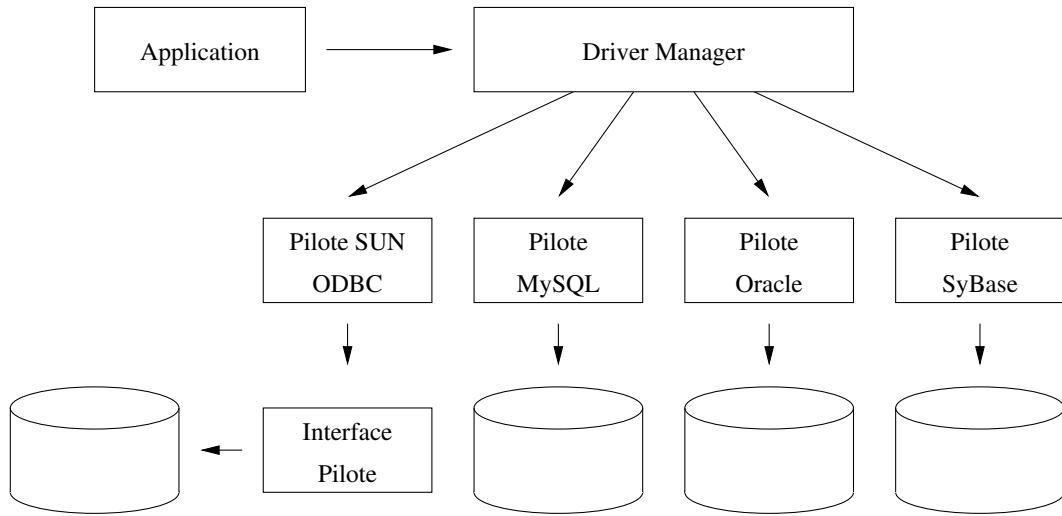 Application
Driver Manager
Pilote SUN
ODBC
Pilote
MySQL
Pilote
Oracle
Pilote
SyBase
Interface
Pilote